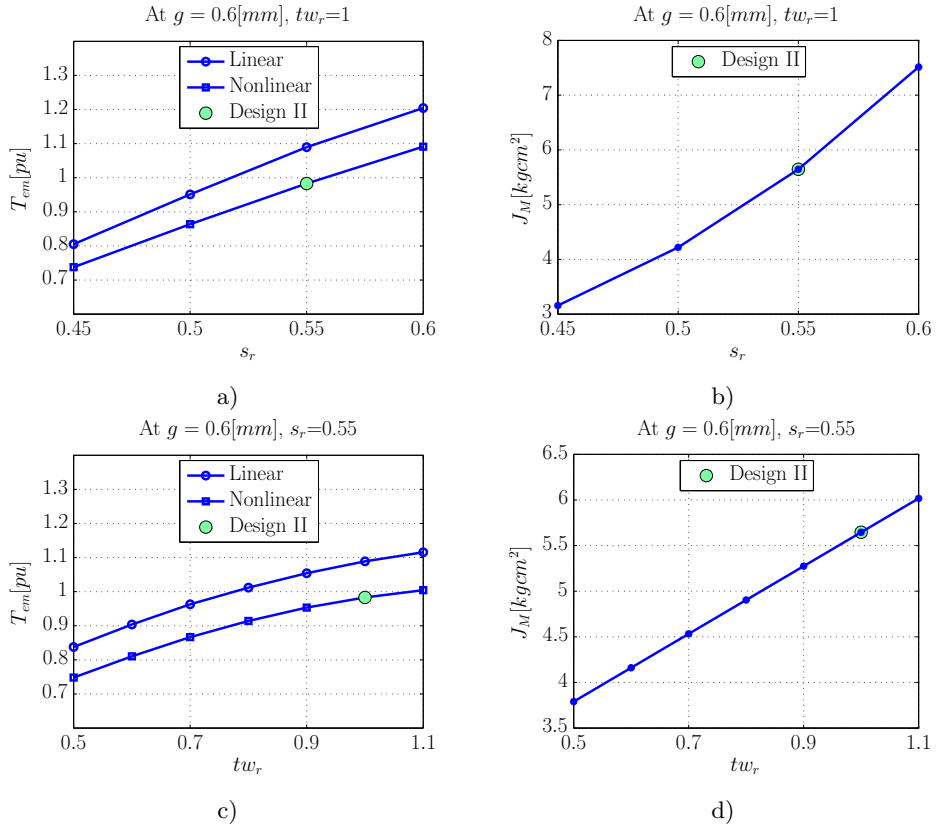 At g = 0.6[mm], tw_r=1
1.3
1.2
1.1
1
0.9
0.8
0.7
T_em[pu]
Linear
Nonlinear
Design II
0.45
0.5
0.55
0.6
s_r
a)
At g = 0.6[mm], tw_r=1
8
7
6
5
4
3
J_M[kgcm^2]
Design II
0.45
0.5
0.55
0.6
s_r
b)
At g = 0.6[mm], s_r=0.55
1.3
1.2
1.1
1
0.9
0.8
0.7
T_em[pu]
Linear
Nonlinear
Design II
0.5
0.7
0.9
1.1
tw_r
c)
At g = 0.6[mm], s_r=0.55
6.5
6
5.5
5
4.5
4
3.5
J_M[kgcm^2]
Design II
0.5
0.7
0.9
1.1
tw_r
d)